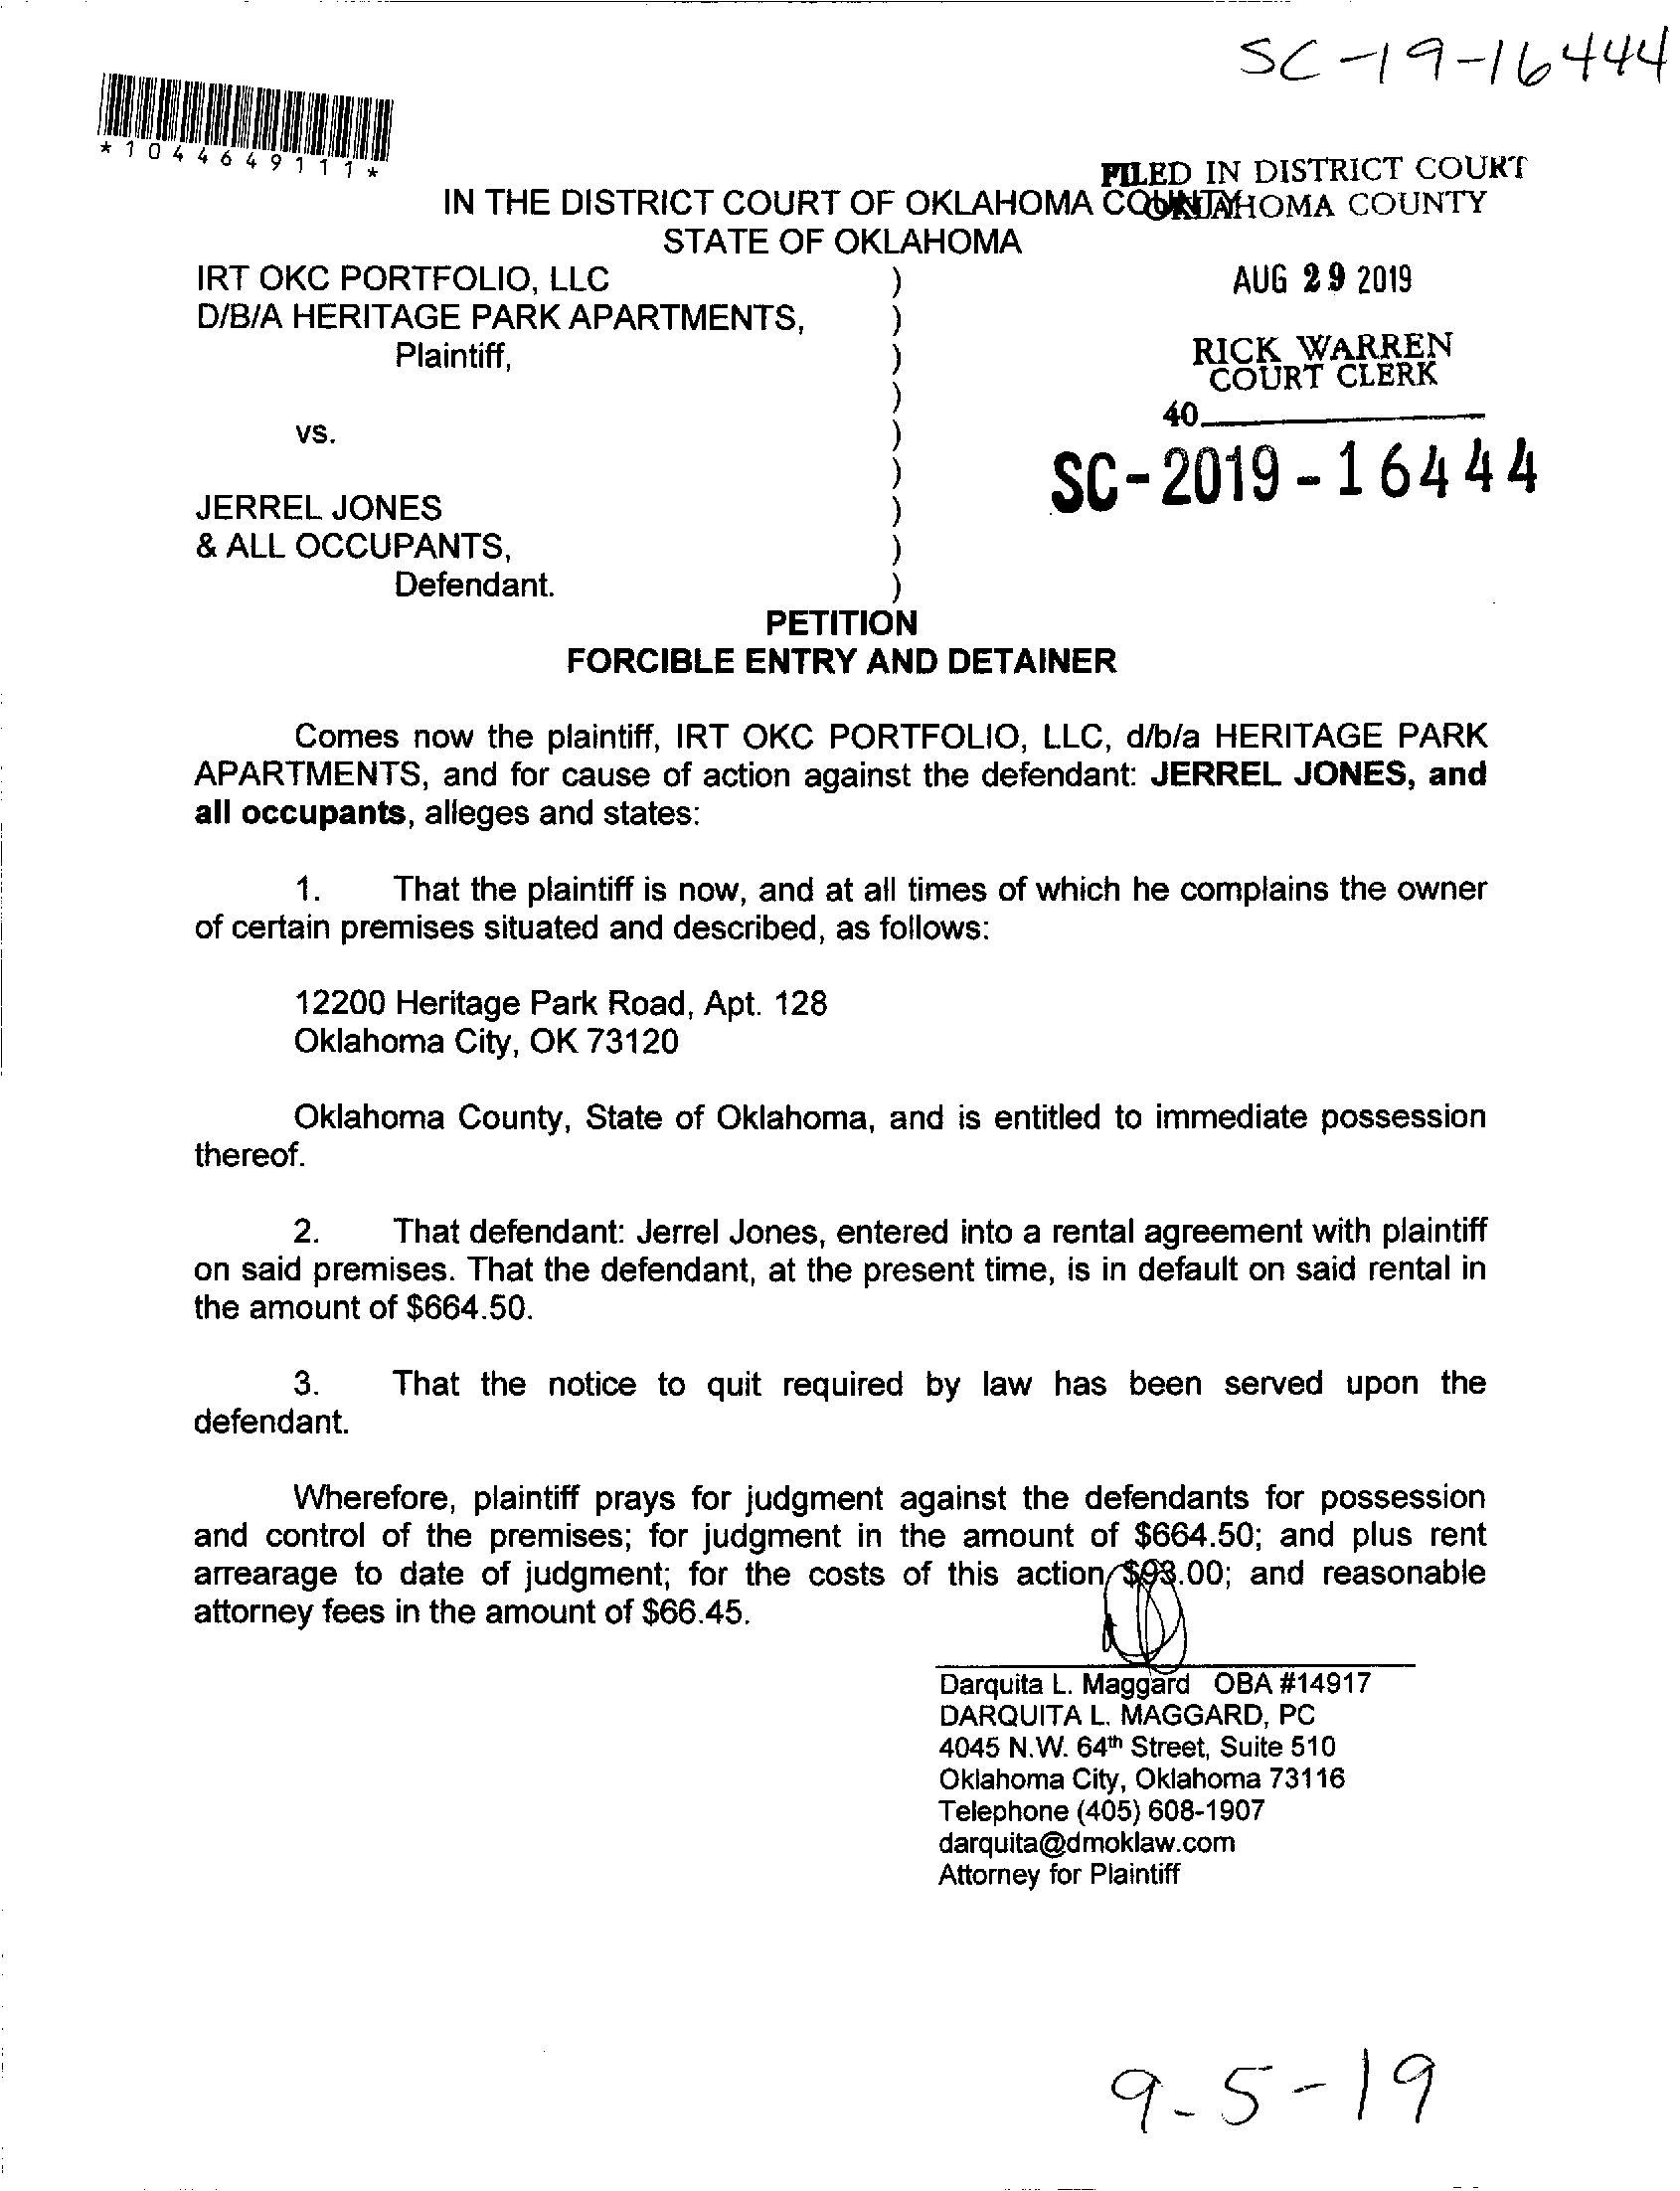 SC-19-16444
*1044649111*
FILED IN DISTRICT COURT
IN THE DISTRICT COURT OF OKLAHOMA COUNTY
OKLAHOMA COUNTY
STATE OF OKLAHOMA
IRT OKC PORTFOLIO, LLC )
D/B/A HERITAGE PARK APARTMENTS, )
Plaintiff, )
)
vs. )
)
JERREL JONES )
& ALL OCCUPANTS, )
Defendant. )
AUG 29 2019
RICK WARREN
COURT CLERK
40
SC-2019-16444
PETITION
FORCIBLE ENTRY AND DETAINER
Comes now the plaintiff, IRT OKC PORTFOLIO, LLC, d/b/a HERITAGE PARK
APARTMENTS, and for cause of action against the defendant: JERREL JONES, and
all occupants, alleges and states:
1. That the plaintiff is now, and at all times of which he complains the owner
of certain premises situated and described, as follows:
12200 Heritage Park Road, Apt. 128
Oklahoma City, OK 73120
Oklahoma County, State of Oklahoma, and is entitled to immediate possession
thereof.
2. That defendant: Jerrel Jones, entered into a rental agreement with plaintiff
on said premises. That the defendant, at the present time, is in default on said rental in
the amount of $664.50.
3. That the notice to quit required by law has been served upon the
defendant.
Wherefore, plaintiff prays for judgment against the defendants for possession
and control of the premises; for judgment in the amount of $664.50; and plus rent
arrearage to date of judgment; for the costs of this action $93.00; and reasonable
attorney fees in the amount of $66.45.
Darquita L. Maggard OBA #14917
DARQUITA L. MAGGARD, PC
4045 N.W. 64th Street, Suite 510
Oklahoma City, Oklahoma 73116
Telephone (405) 608-1907
darquita@dmoklaw.com
Attorney for Plaintiff
9-5-19